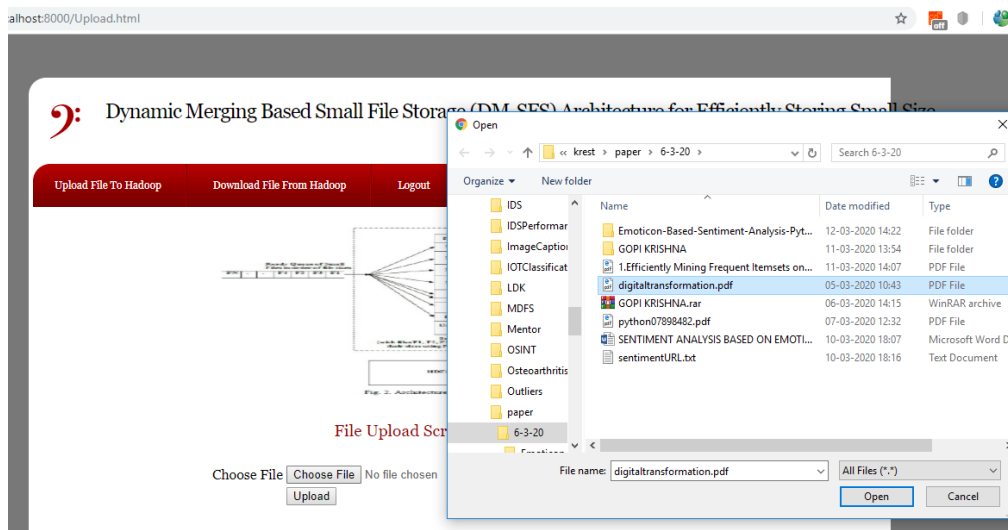 alhost:8000/Upload.html
off
Dynamic Merging Based Small File Storage (DM-SFS) Architecture for Efficiently Storing Small Size
Upload File To Hadoop
Download File From Hadoop
Logout
Fig. 2. Architecture
File Upload Scr
Choose File Choose File No file chosen
Upload
Open
« krest › paper › 6-3-20 ›
Search 6-3-20
Organize
New folder
IDS
IDSPerformar
ImageCaption
IOTClassificat
LDK
MDFS
Mentor
OSINT
Osteoarthritis
Outliers
paper
6-3-20
Emoticon
Name Date modified Type
Emoticon-Based-Sentiment-Analysis-Pyt... 12-03-2020 14:22 File folder
GOPI KRISHNA 11-03-2020 13:54 File folder
1.Efficiently Mining Frequent Itemsets on... 11-03-2020 14:07 PDF File
digitaltransformation.pdf 05-03-2020 10:43 PDF File
GOPI KRISHNA.rar 06-03-2020 14:15 WinRAR archive
python07898482.pdf 07-03-2020 12:32 PDF File
SENTIMENT ANALYSIS BASED ON EMOTI... 10-03-2020 18:07 Microsoft Word D
sentimentURL.txt 10-03-2020 18:16 Text Document
File name: digitaltransformation.pdf
All Files (*.*)
Open
Cancel